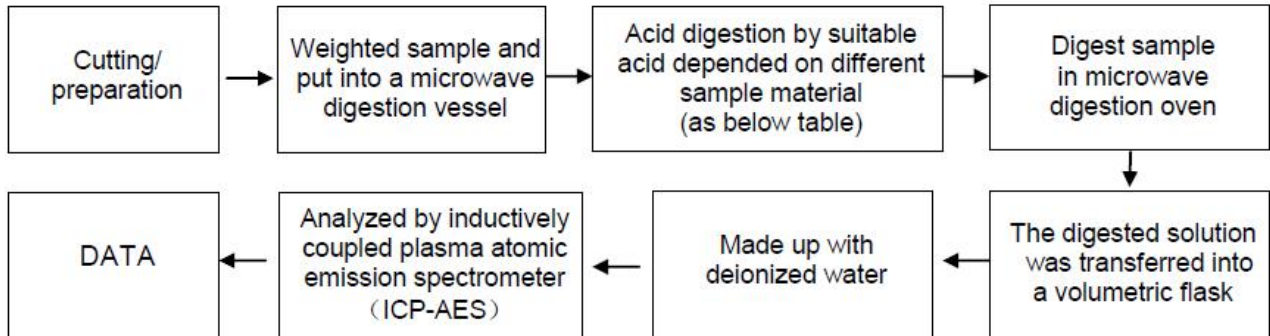 Cutting/
preparation
Weighted sample and
put into a microwave
digestion vessel
Acid digestion by suitable
acid depended on different
sample material
(as below table)
Digest sample
in microwave
digestion oven
The digested solution
was transferred into
a volumetric flask
Made up with
deionized water
Analyzed by inductively
coupled plasma atomic
emission spectrometer
（ICP-AES）
DATA